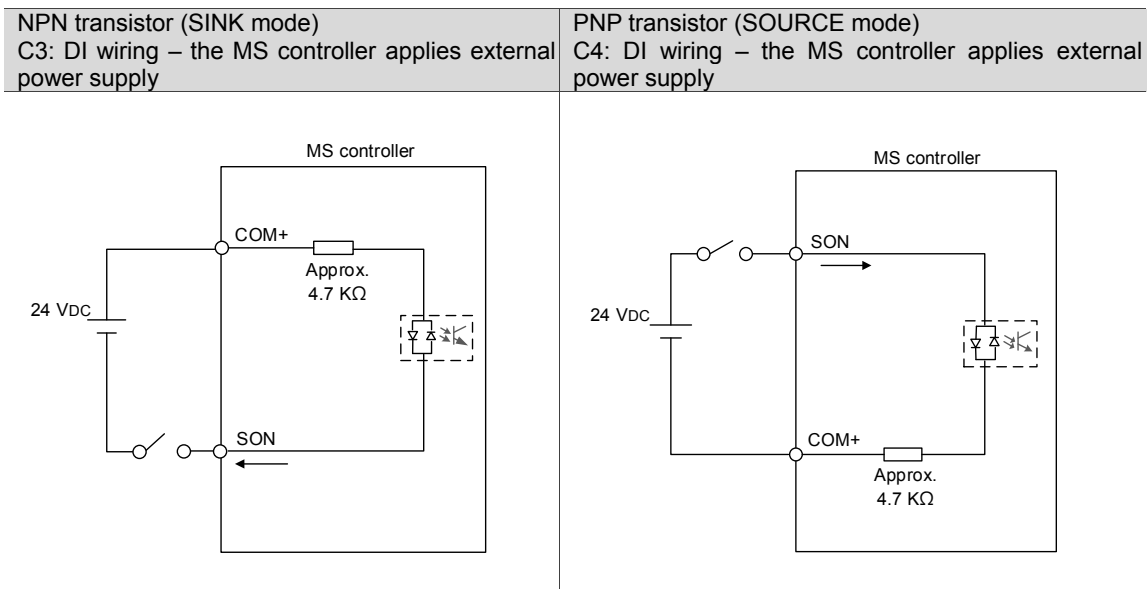 NPN transistor (SINK mode)
C3: DI wiring – the MS controller applies external
power supply
PNP transistor (SOURCE mode)
C4: DI wiring – the MS controller applies external
power supply
MS controller
COM+
Approx.
4.7 KΩ
24 VDC
SON
MS controller
SON
24 VDC
COM+
Approx.
4.7 KΩ